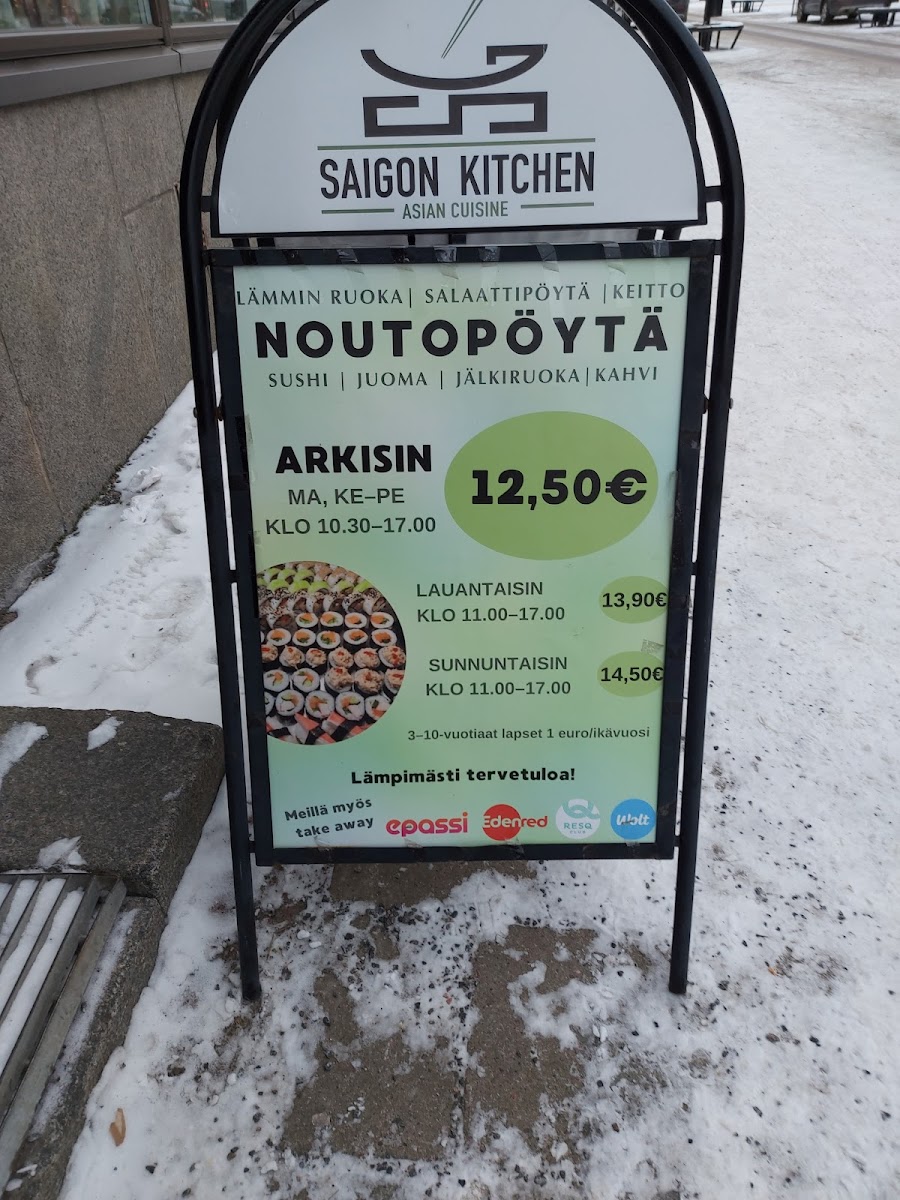 SAIGON KITCHEN
ASIAN CUISINE
LÄMMIN RUOKA| SALAATTIPÖYTÄ |KEITTO
NOUTOPÖYTÄ
SUSHI | JUOMA | JÄLKIRUOKA|KAHVI
ARKISIN
MA, KE–PE
KLO 10.30–17.00
12,50€
LAUANTAISIN
KLO 11.00–17.00
13,90€
SUNNUNTAISIN
KLO 11.00–17.00
14,50€
3–10-vuotiaat lapset 1 euro/ikävuosi
Lämpimästi tervetuloa!
Meillä myös
take away
epassi
Edenred
RESQ
CLUB
Wolt